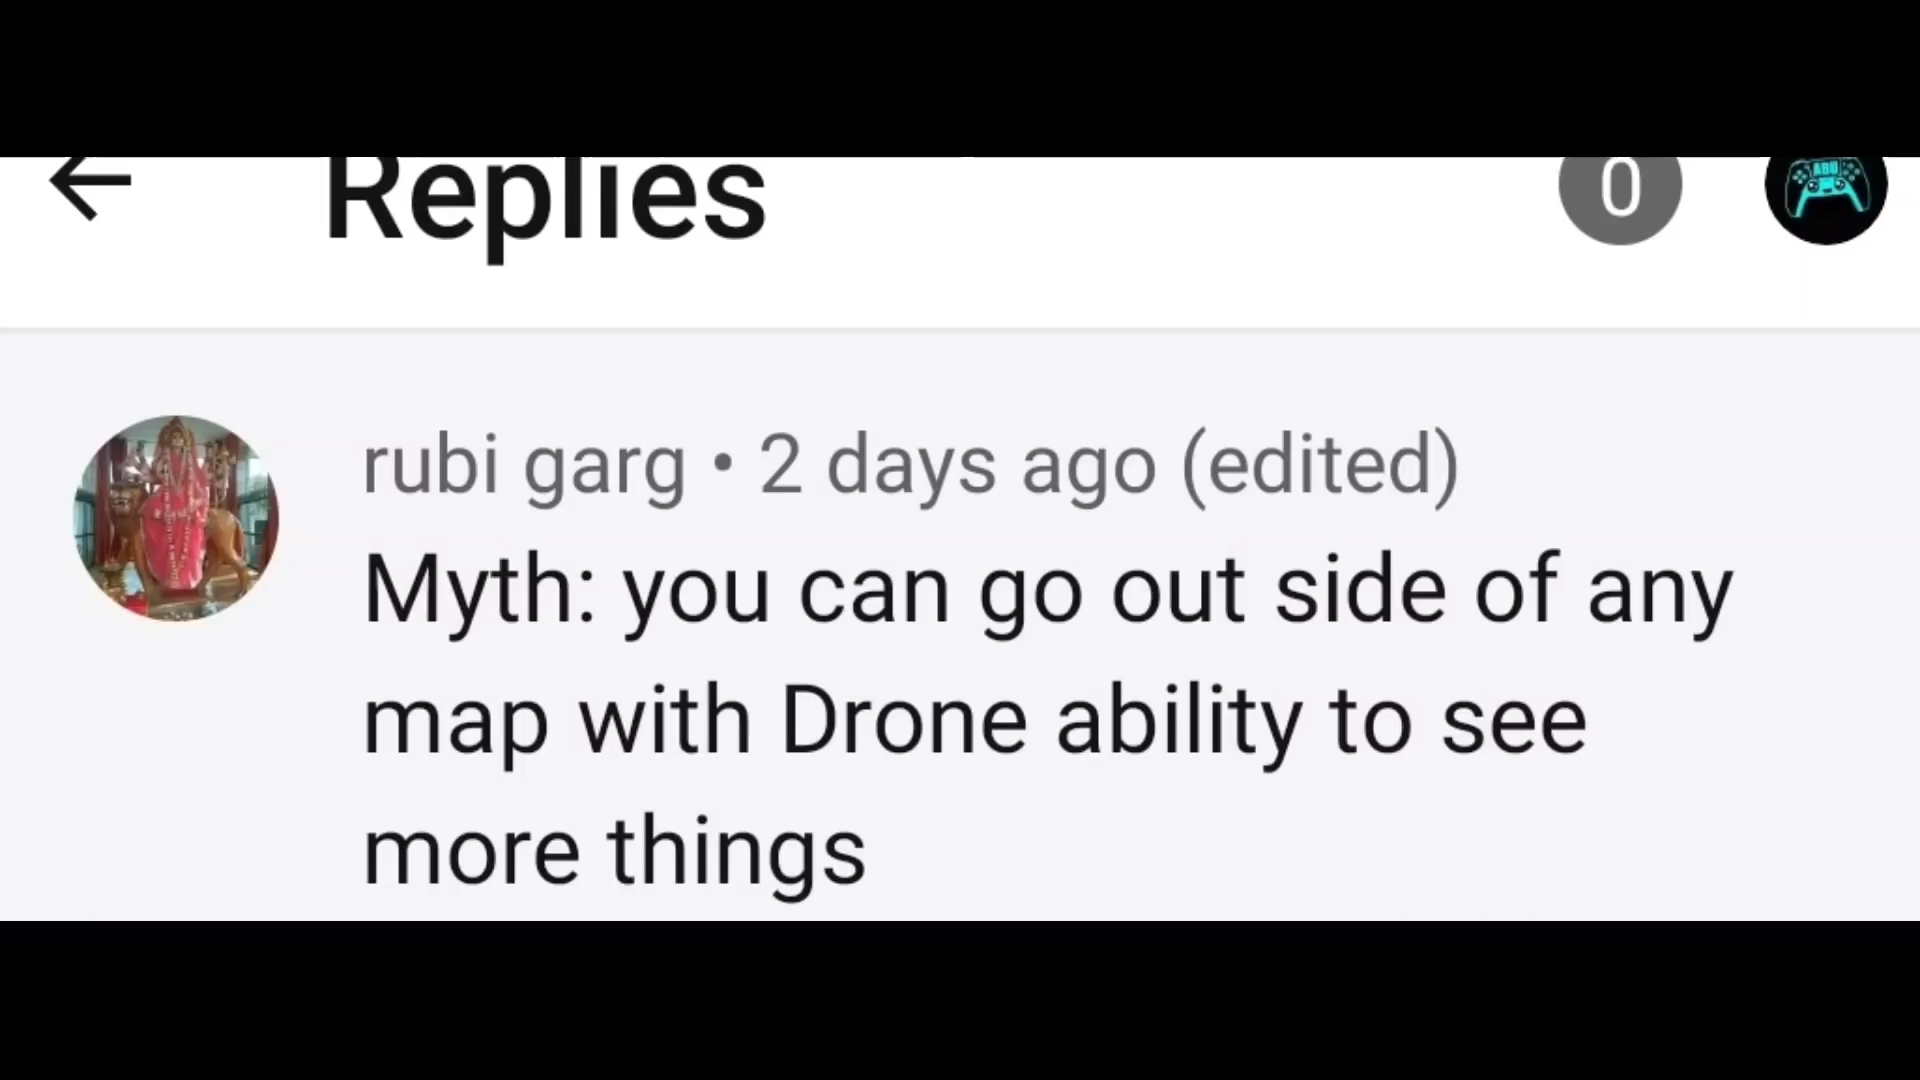 Replies
0
ABU
rubi garg • 2 days ago (edited)
Myth: you can go out side of any
map with Drone ability to see
more things